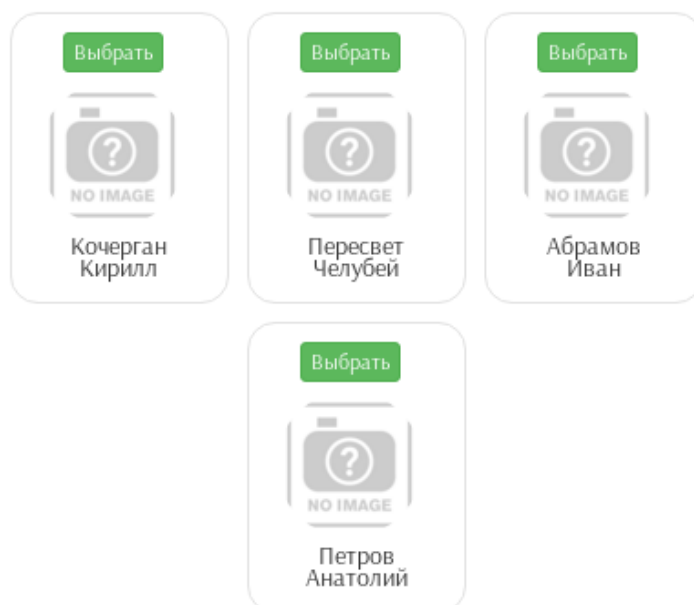 Выбрать
NO IMAGE
Кочерган
Кирилл
Выбрать
NO IMAGE
Пересвет
Челубей
Выбрать
NO IMAGE
Абрамов
Иван
Выбрать
NO IMAGE
Петров
Анатолий